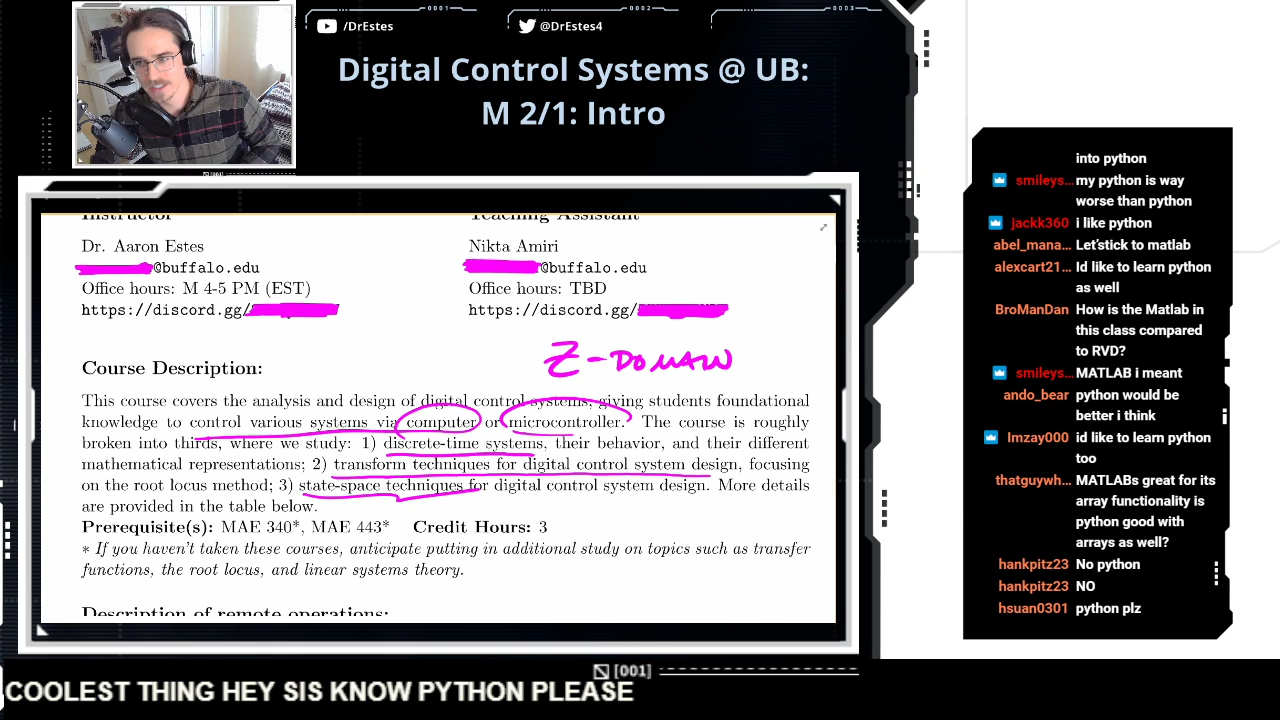 0001
0002
0003
/DrEstes
@DrEstes4
Digital Control Systems @ UB:
M 2/1: Intro
[001]
Instructor
Teaching Assistant
Dr. Aaron Estes
Nikta Amiri
@buffalo.edu
@buffalo.edu
Office hours: M 4-5 PM (EST)
Office hours: TBD
https://discord.gg/
https://discord.gg/
Z-DOMAIN
Course Description:
This course covers the analysis and design of digital control systems, giving students foundational
knowledge to control various systems via computer or microcontroller. The course is roughly
broken into thirds, where we study: 1) discrete-time systems, their behavior, and their different
mathematical representations; 2) transform techniques for digital control system design, focusing
on the root locus method; 3) state-space techniques for digital control system design. More details
are provided in the table below.
Prerequisite(s): MAE 340*, MAE 443* Credit Hours: 3
* If you haven't taken these courses, anticipate putting in additional study on topics such as transfer
functions, the root locus, and linear systems theory.
Description of remote operations:
into python
smileys... my python is way
worse than python
jackk360 i like python
abel_mana... Let'stick to matlab
alexcart21... Id like to learn python
as well
BroManDan How is the Matlab in
this class compared
to RVD?
smileys... MATLAB i meant
ando_bear python would be
better i think
Imzay000 id like to learn python
too
thatguywh... MATLABs great for its
array functionality is
python good with
arrays as well?
hankpitz23 No python
hankpitz23 NO
hsuan0301 python plz
[001]
COOLEST THING HEY SIS KNOW PYTHON PLEASE